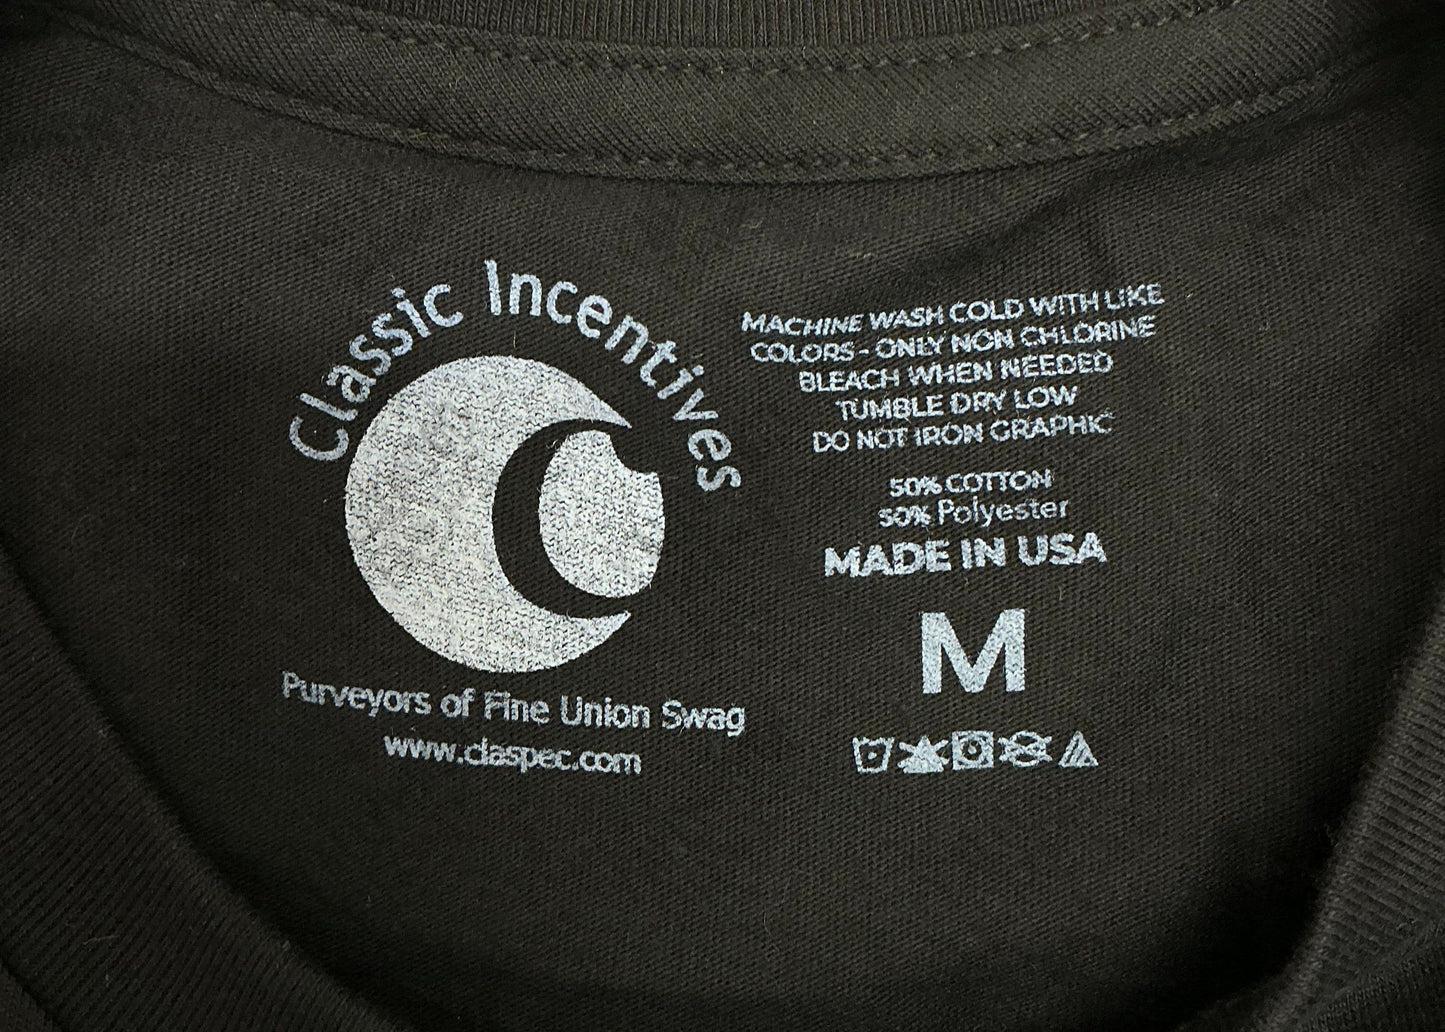 Classic Incentives
Purveyors of Fine Union Swag
www.claspec.com
MACHINE WASH COLD WITH LIKE
COLORS - ONLY NON CHLORINE
BLEACH WHEN NEEDED
TUMBLE DRY LOW
DO NOT IRON GRAPHIC
50% COTTON
50% Polyester
MADE IN USA
M